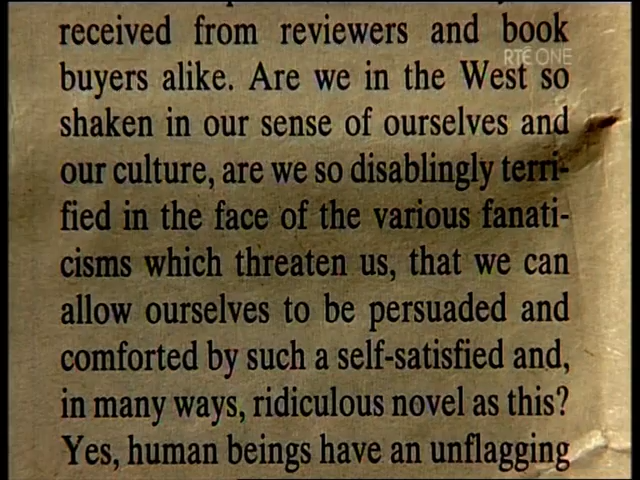 received from reviewers and book
RTÉ ONE
buyers alike. Are we in the West so
shaken in our sense of ourselves and
our culture, are we so disablingly terri-
fied in the face of the various fanati-
cisms which threaten us, that we can
allow ourselves to be persuaded and
comforted by such a self-satisfied and,
in many ways, ridiculous novel as this?
Yes, human beings have an unflagging